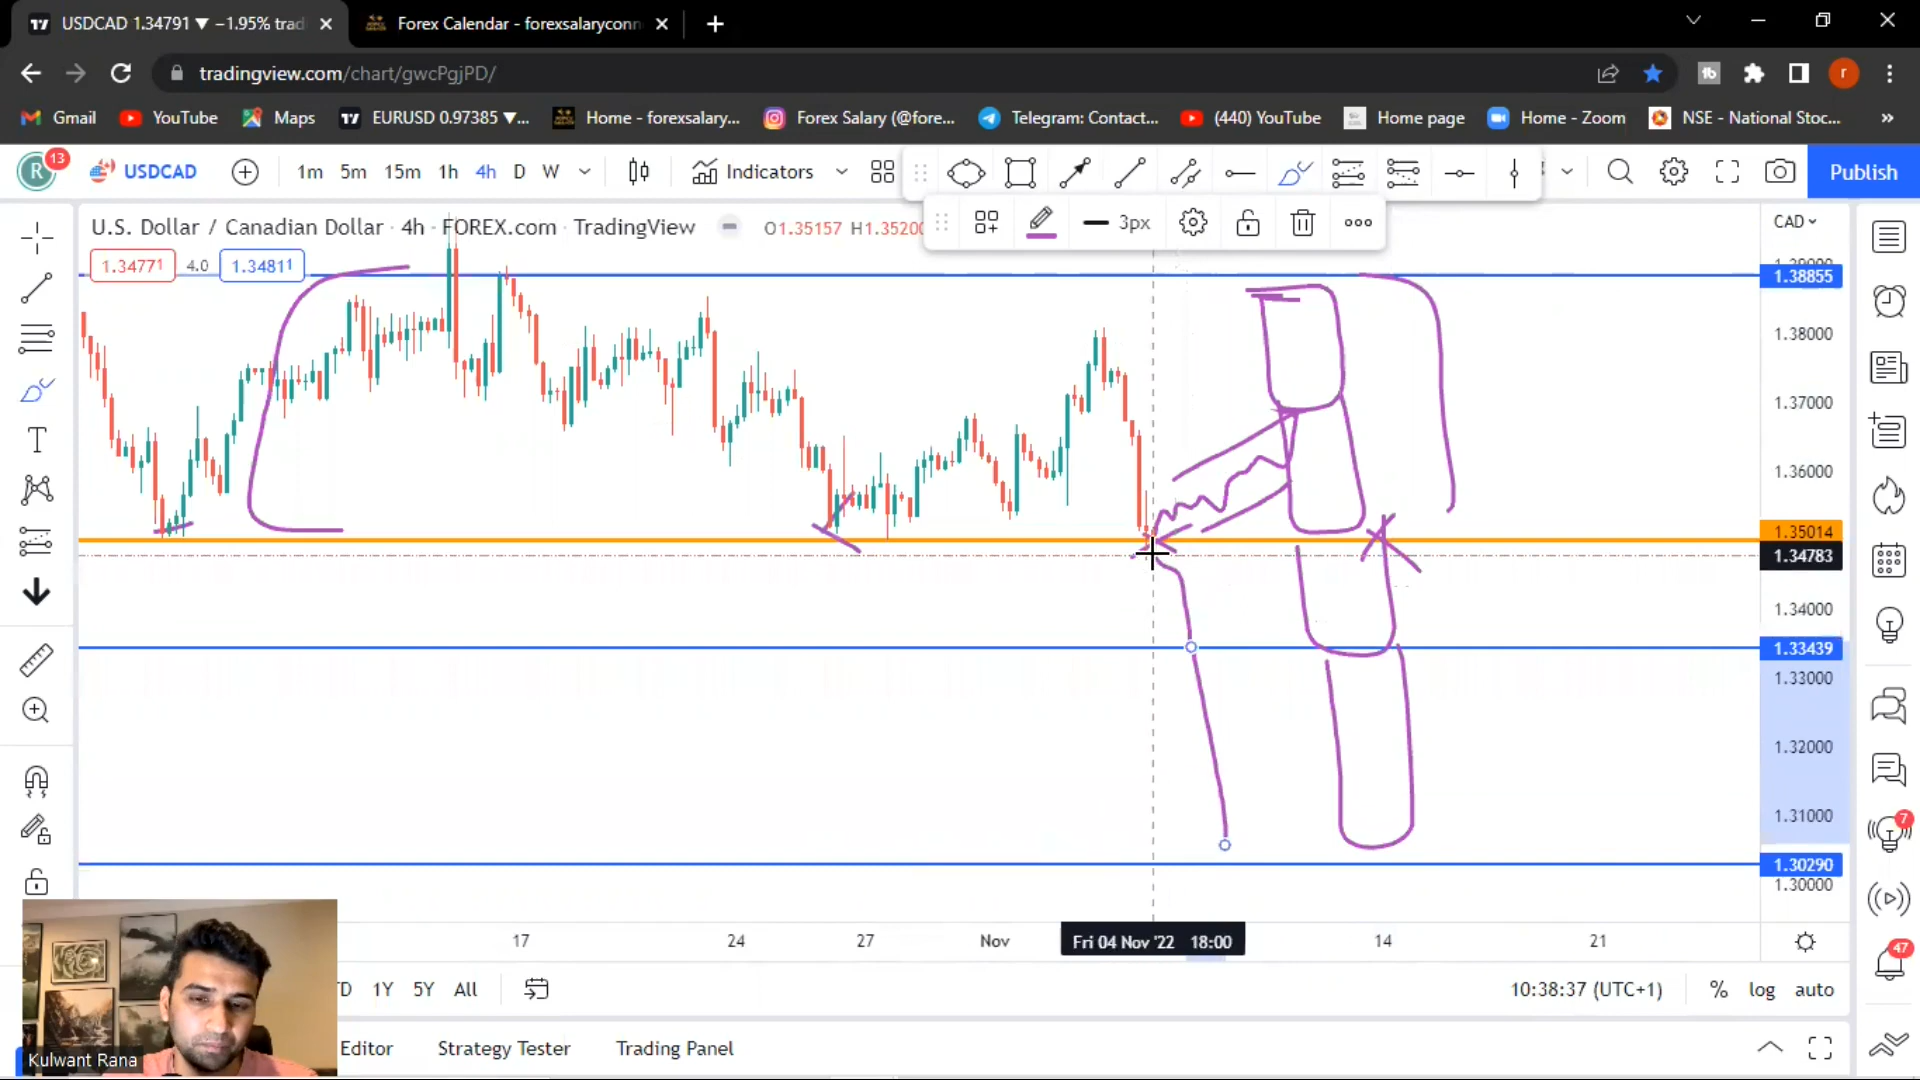 USDCAD 1.34791 ▼ −1.95% trad
Forex Calendar - forexsalaryconn
tradingview.com/chart/gwcPgjPD/
r
Gmail
YouTube
Maps
EURUSD 0.97385 ▼...
Home - forexsalary...
Forex Salary (@fore...
Telegram: Contact...
(440) YouTube
Home page
Home - Zoom
NSE - National Stoc...
»
R
13
USDCAD
1m
5m
15m
1h
4h
D
W
Indicators
Publish
U.S. Dollar / Canadian Dollar · 4h · FOREX.com · TradingView
O1.35157 H1.3520
3px
CAD
1.34771
4.0
1.34811
1.38855
1.38000
1.37000
1.36000
1.35014
1.34783
1.34000
1.33439
1.33000
1.32000
1.31000
1.30290
1.30000
17
24
27
Nov
Fri 04 Nov '22 18:00
14
21
1Y
5Y
All
10:38:37 (UTC+1)
%
log
auto
Editor
Strategy Tester
Trading Panel
7
47
Kulwant Rana